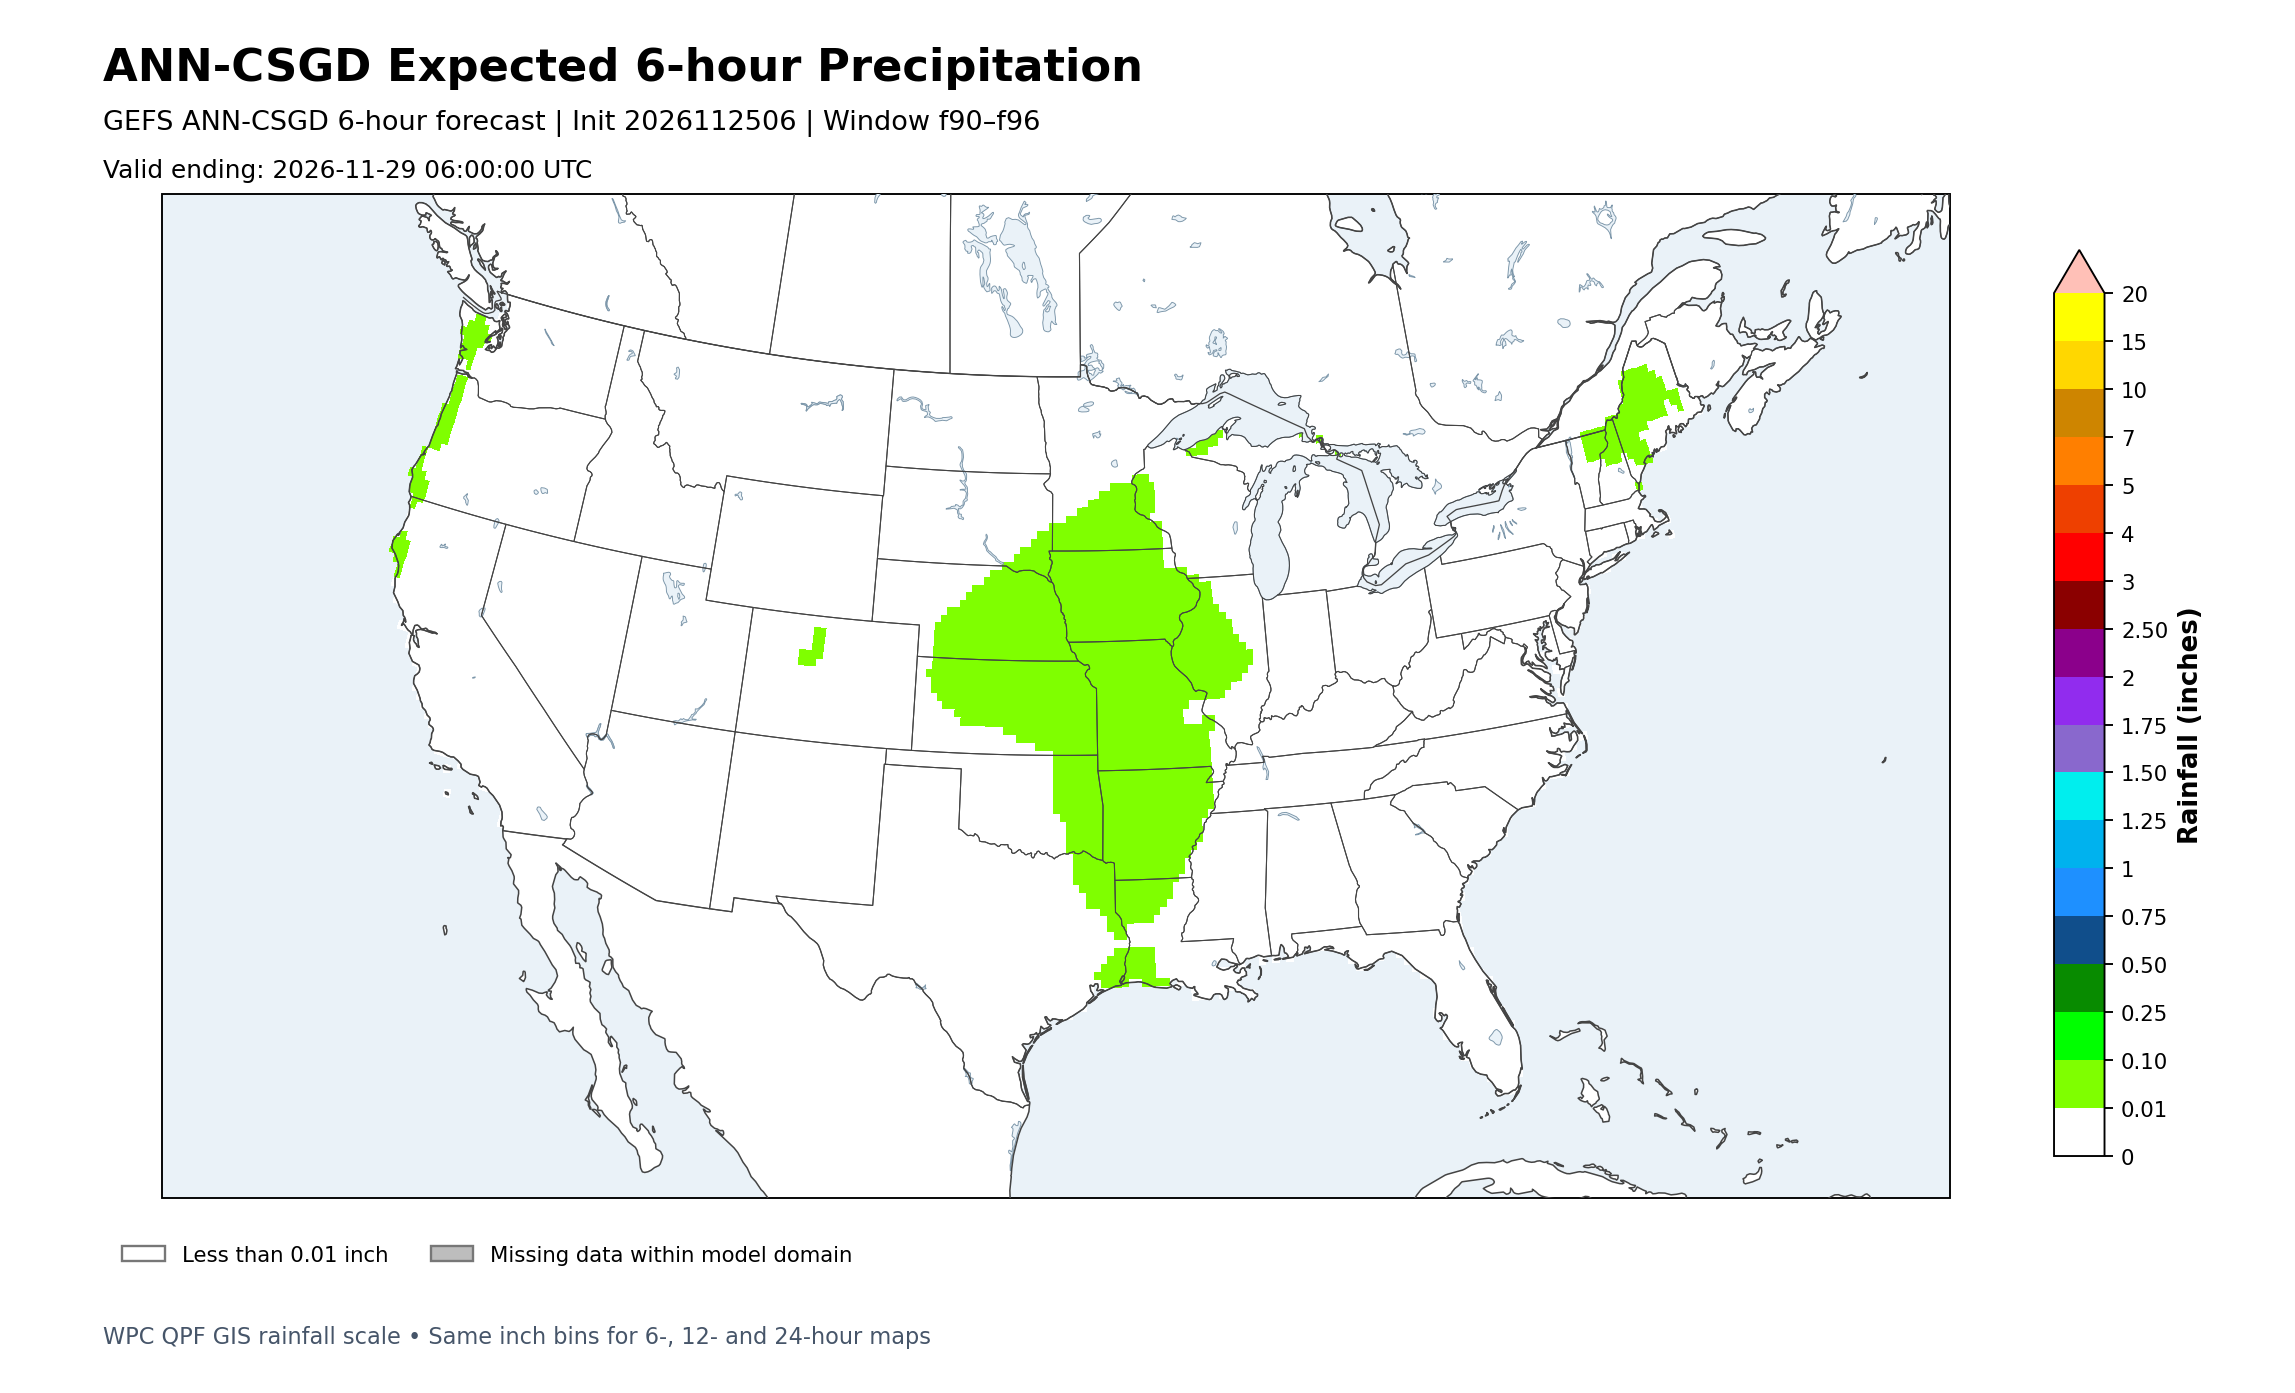 ANN-CSGD Expected 6-hour Precipitation
GEFS ANN-CSGD 6-hour forecast | Init 2026112506 | Window f90–f96
Valid ending: 2026-11-29 06:00:00 UTC
20
15
10
7
5
4
3
2.50
2
1.75
1.50
1.25
1
0.75
0.50
0.25
0.10
0.01
0
Rainfall (inches)
Less than 0.01 inch
Missing data within model domain
WPC QPF GIS rainfall scale • Same inch bins for 6-, 12- and 24-hour maps